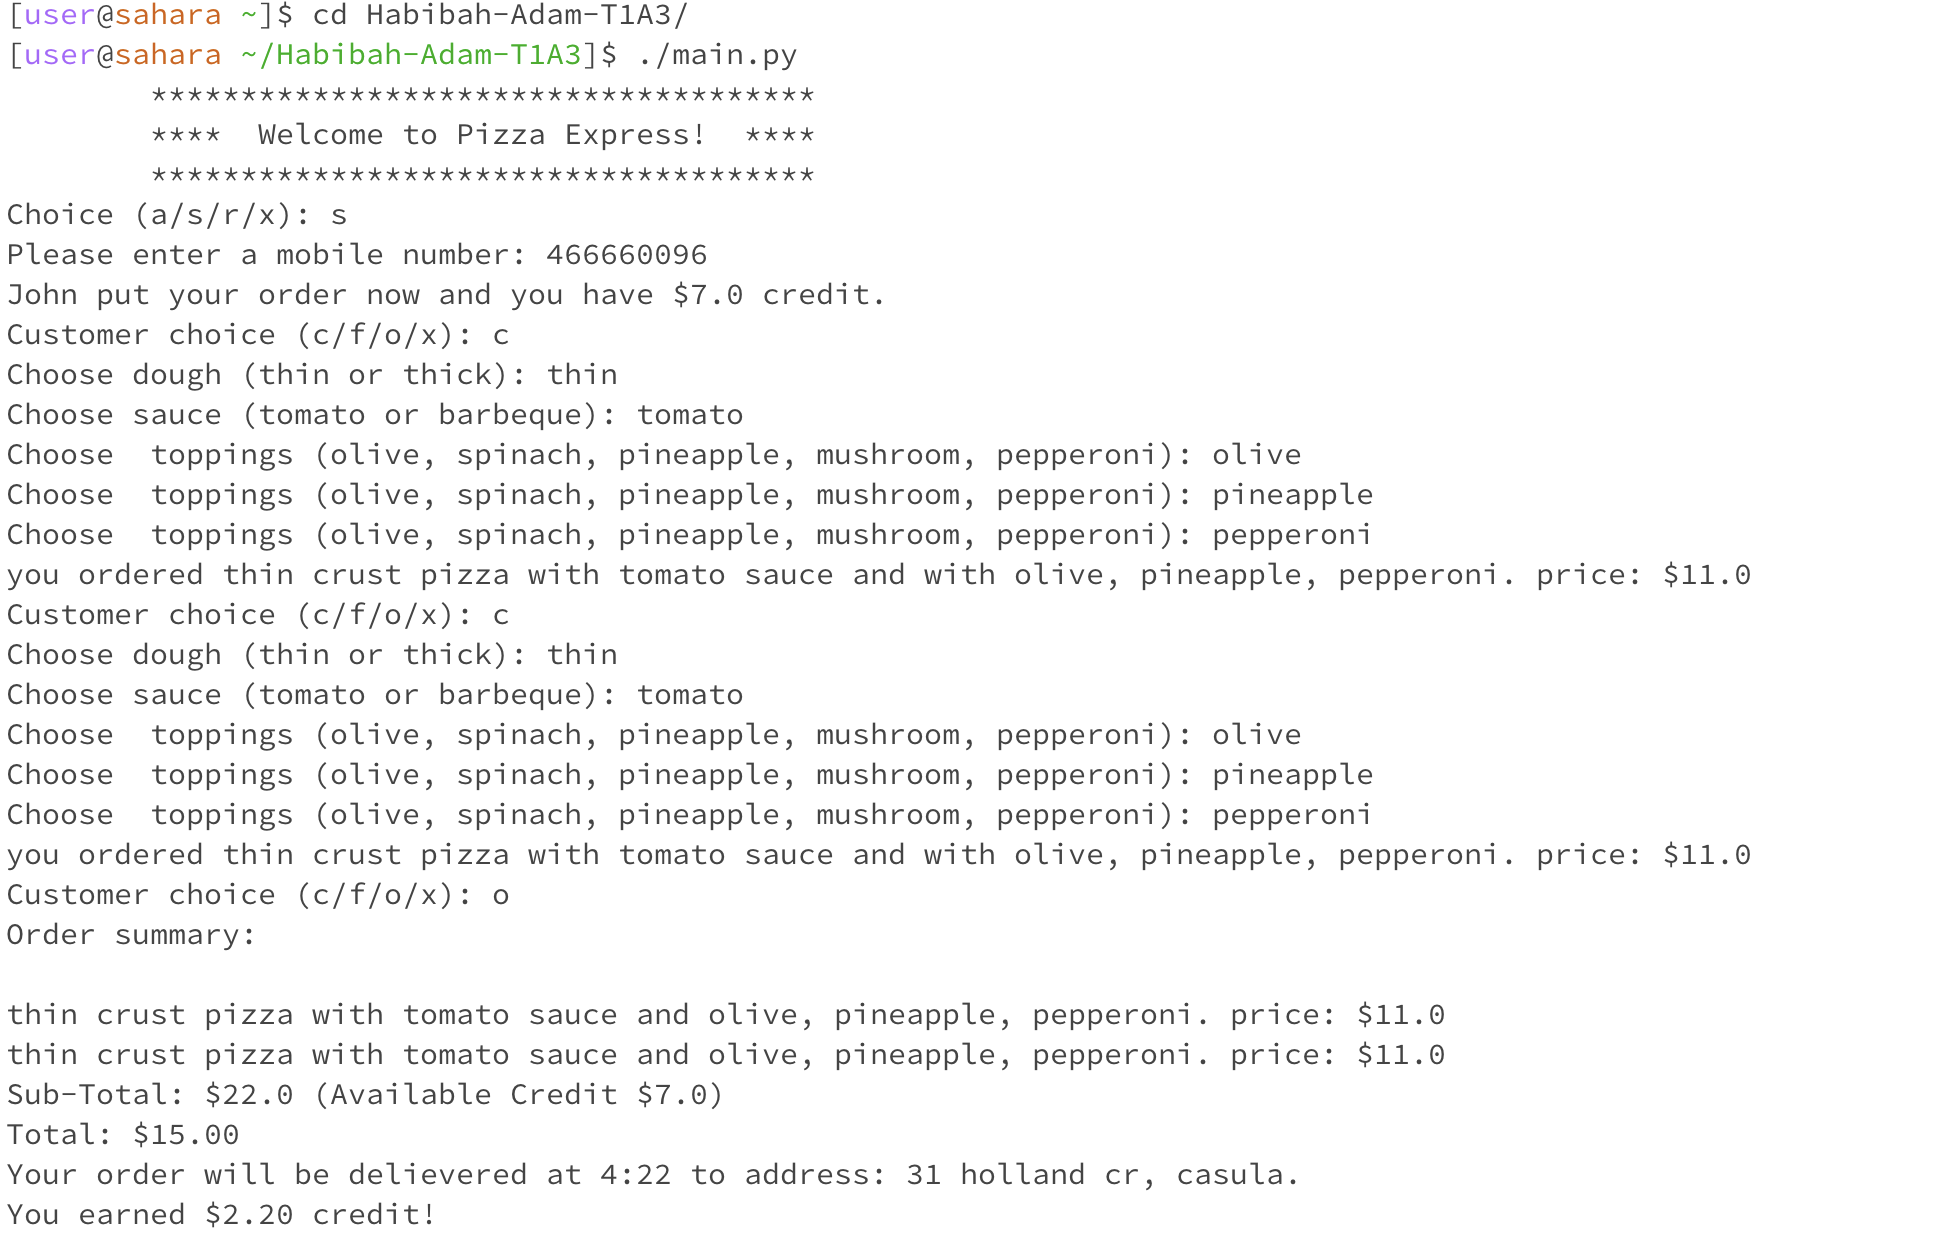 [user@sahara ~]$ cd Habibah-Adam-T1A3/
[user@sahara ~/Habibah-Adam-T1A3]$ ./main.py
        *************************************
        ****  Welcome to Pizza Express!  ****
        *************************************
Choice (a/s/r/x): s
Please enter a mobile number: 466660096
John put your order now and you have $7.0 credit.
Customer choice (c/f/o/x): c
Choose dough (thin or thick): thin
Choose sauce (tomato or barbeque): tomato
Choose  toppings (olive, spinach, pineapple, mushroom, pepperoni): olive
Choose  toppings (olive, spinach, pineapple, mushroom, pepperoni): pineapple
Choose  toppings (olive, spinach, pineapple, mushroom, pepperoni): pepperoni
you ordered thin crust pizza with tomato sauce and with olive, pineapple, pepperoni. price: $11.0
Customer choice (c/f/o/x): c
Choose dough (thin or thick): thin
Choose sauce (tomato or barbeque): tomato
Choose  toppings (olive, spinach, pineapple, mushroom, pepperoni): olive
Choose  toppings (olive, spinach, pineapple, mushroom, pepperoni): pineapple
Choose  toppings (olive, spinach, pineapple, mushroom, pepperoni): pepperoni
you ordered thin crust pizza with tomato sauce and with olive, pineapple, pepperoni. price: $11.0
Customer choice (c/f/o/x): o
Order summary:

thin crust pizza with tomato sauce and olive, pineapple, pepperoni. price: $11.0
thin crust pizza with tomato sauce and olive, pineapple, pepperoni. price: $11.0
Sub-Total: $22.0 (Available Credit $7.0)
Total: $15.00
Your order will be delievered at 4:22 to address: 31 holland cr, casula.
You earned $2.20 credit!